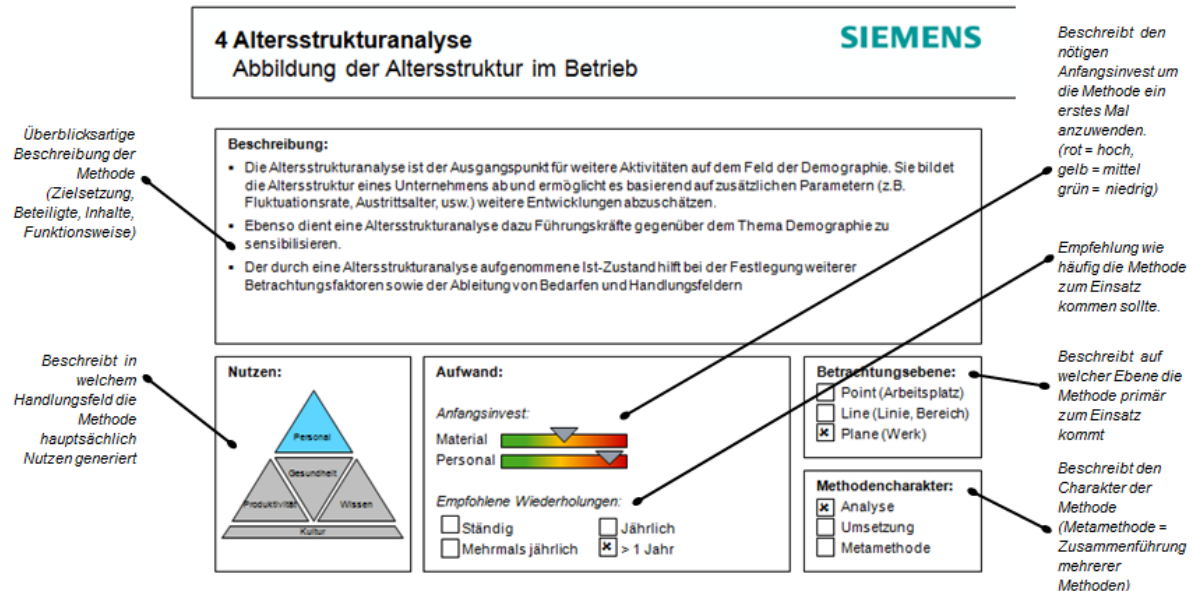 4 Altersstrukturanalyse
Abbildung der Altersstruktur im Betrieb
SIEMENS
Beschreibt den
nötigen
Anfangsinvest um
die Methode ein
erstes Mal
anzuwenden.
(rot = hoch,
gelb = mittel
grün = niedrig)
Überblicksartige
Beschreibung der
Methode
(Zielsetzung,
Beteiligte, Inhalte,
Funktionsweise)
Beschreibung:
▪ Die Altersstrukturanalyse ist der Ausgangspunkt für weitere Aktivitäten auf dem Feld der Demographie. Sie bildet
die Altersstruktur eines Unternehmens ab und ermöglicht es basierend auf zusätzlichen Parametern (z.B.
Fluktuationsrate, Austrittsalter, usw.) weitere Entwicklungen abzuschätzen.
▪ Ebenso dient eine Altersstrukturanalyse dazu Führungskräfte gegenüber dem Thema Demographie zu
sensibilisieren.
▪ Der durch eine Altersstrukturanalyse aufgenommene Ist-Zustand hilft bei der Festlegung weiterer
Betrachtungsfaktoren sowie der Ableitung von Bedarfen und Handlungsfeldern
Empfehlung wie
häufig die Methode
zum Einsatz
kommen sollte.
Beschreibt in
welchem
Handlungsfeld die
Methode
hauptsächlich
Nutzen generiert
Nutzen:
Personal
Gesundheit
Produktivität
Wissen
Kultur
Aufwand:
Anfangsinvest:
Material
Personal
Empfohlene Wiederholungen:
Ständig
Jährlich
Mehrmals jährlich
> 1 Jahr
Betrachtungsebene:
Point (Arbeitsplatz)
Line (Linie, Bereich)
Plane (Werk)
Methodencharakter:
Analyse
Umsetzung
Metamethode
Beschreibt auf
welcher Ebene die
Methode primär
zum Einsatz
kommt
Beschreibt den
Charakter der
Methode
(Metamethode =
Zusammenführung
mehrerer
Methoden)